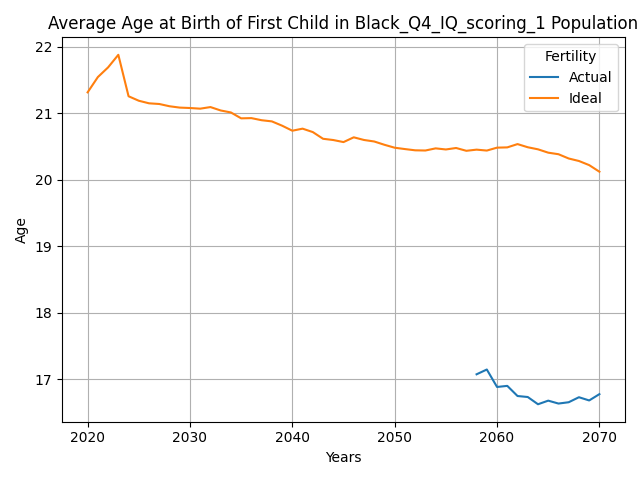 Average Age at Birth of First Child in Black_Q4_IQ_scoring_1 Population
Fertility
Actual
Ideal
22
21
20
19
18
17
Age
2020
2030
2040
2050
2060
2070
Years